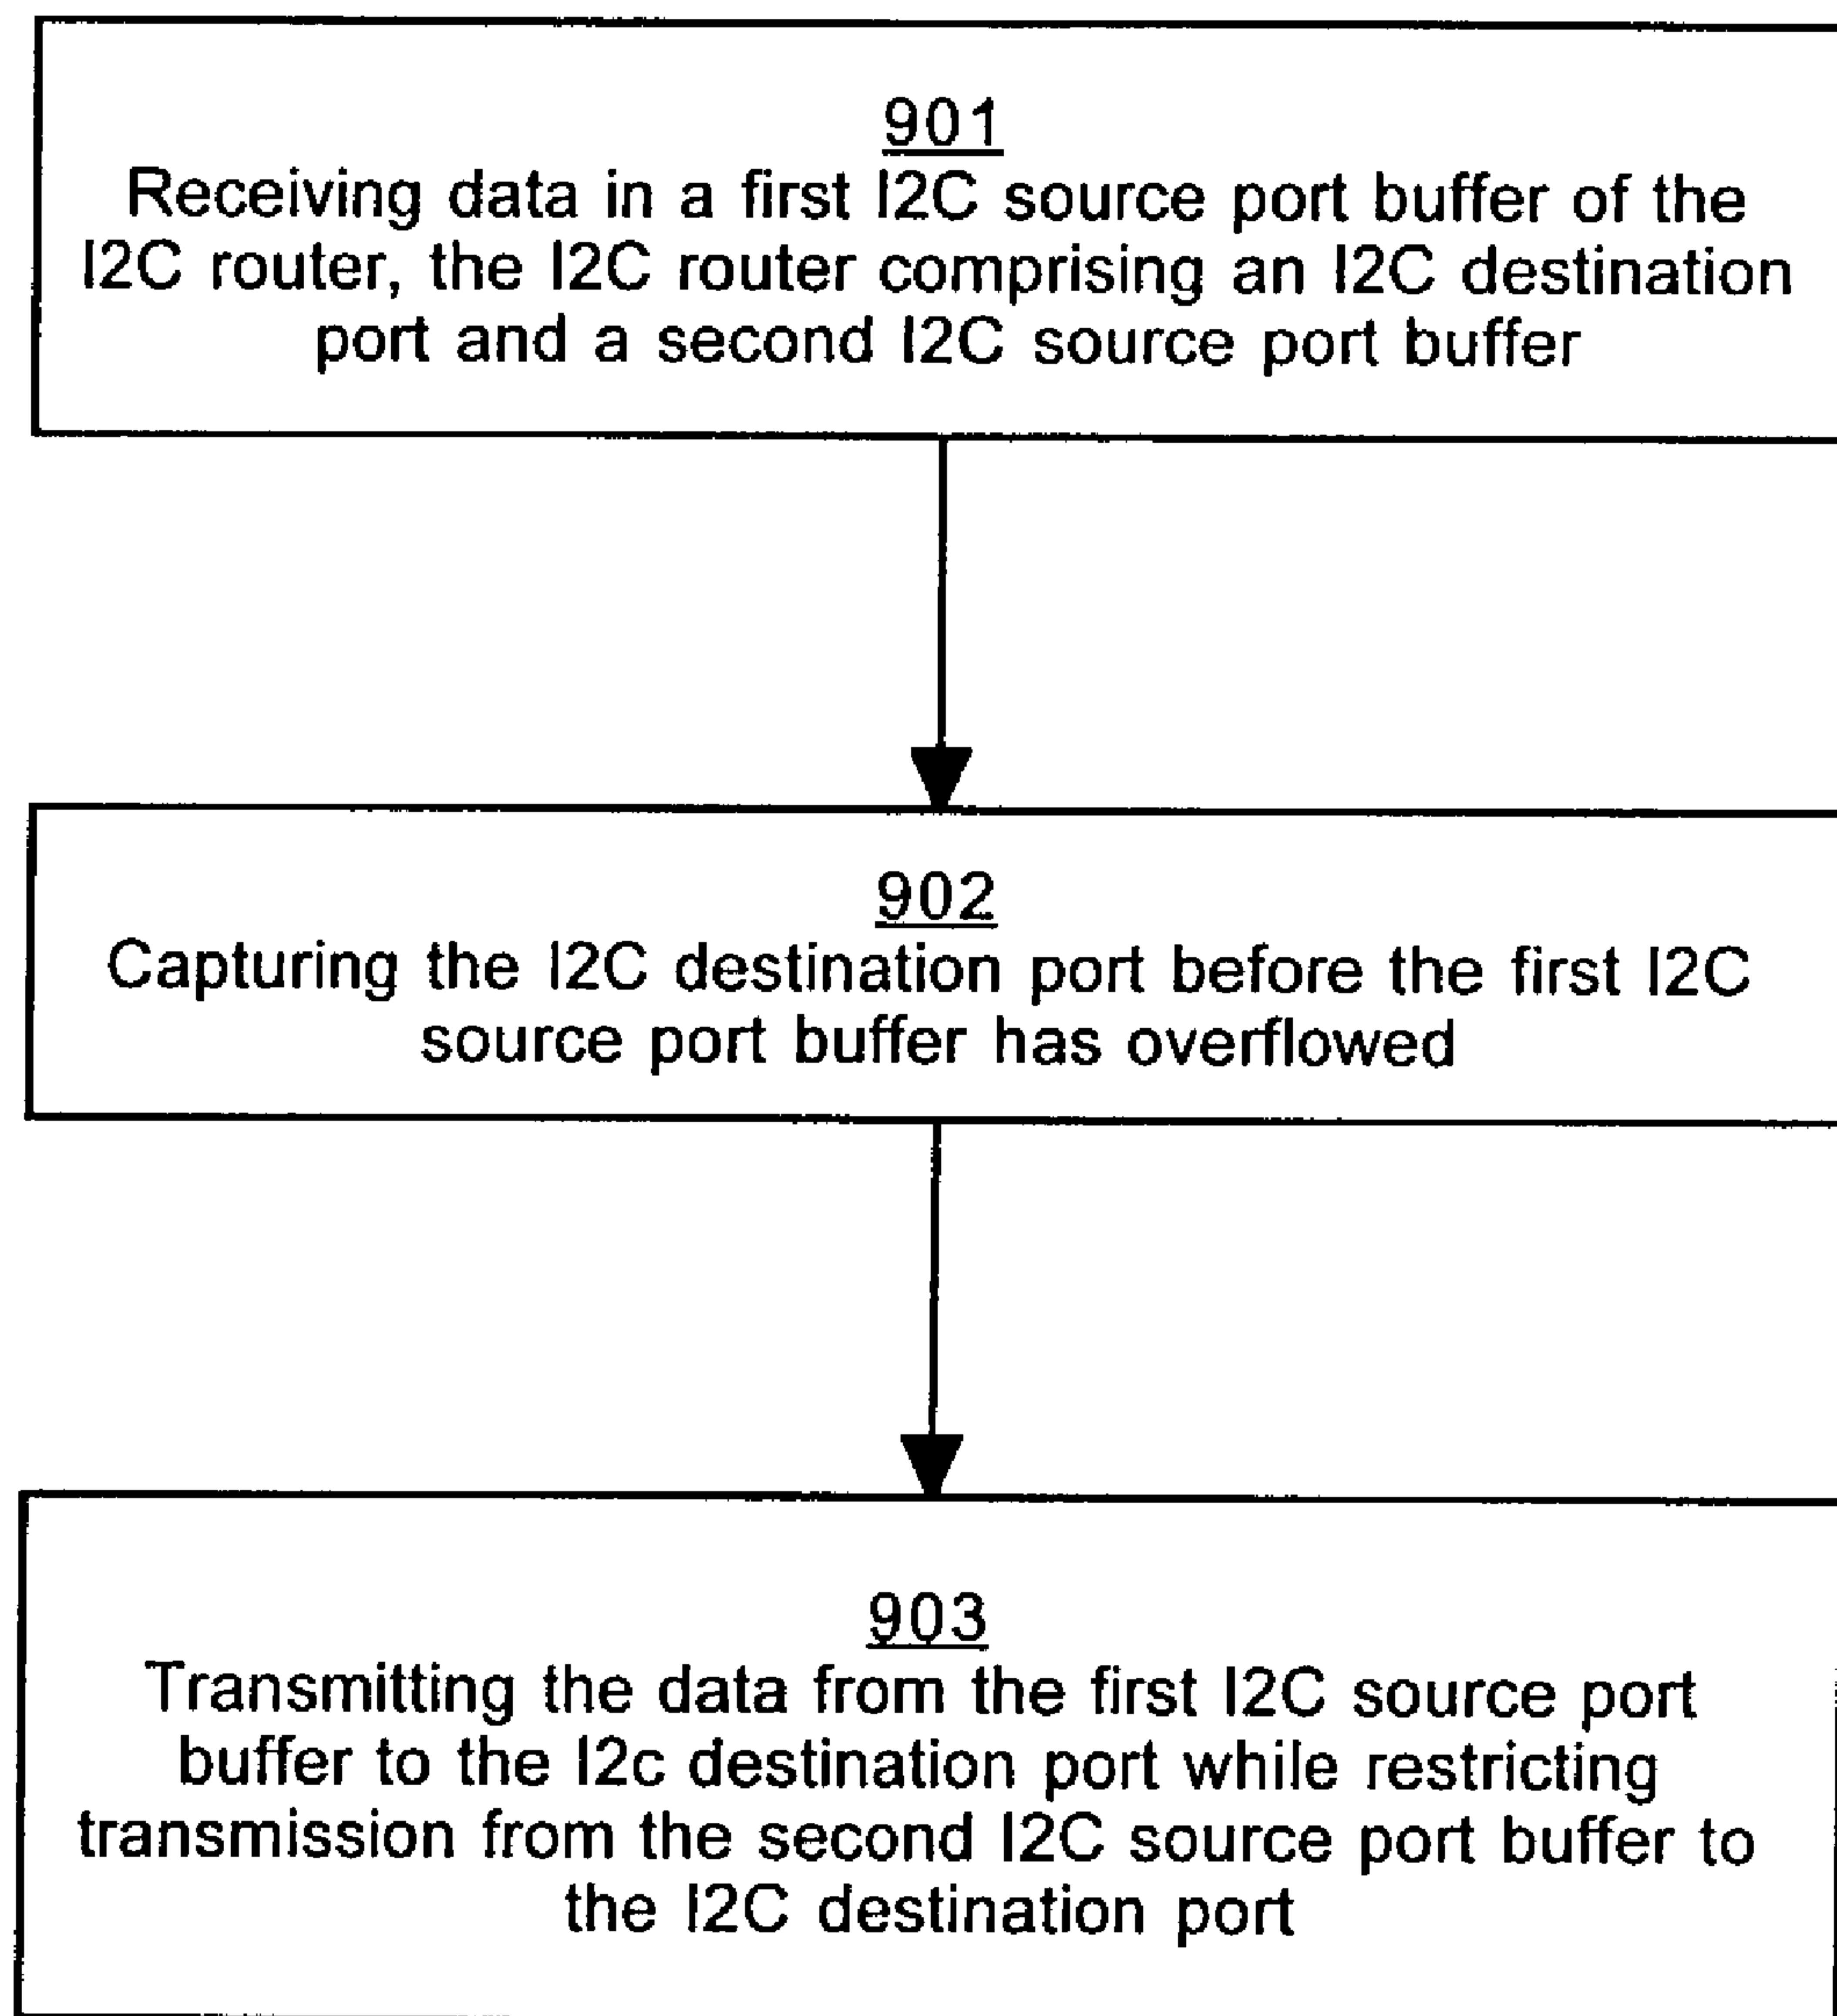 901
Receiving data in a first I2C source port buffer of the
I2C router, the I2C router comprising an I2C destination
port and a second I2C source port buffer
902
Capturing the I2C destination port before the first I2C
source port buffer has overflowed
903
Transmitting the data from the first I2C source port
buffer to the I2c destination port while restricting
transmission from the second I2C source port buffer to
the I2C destination port